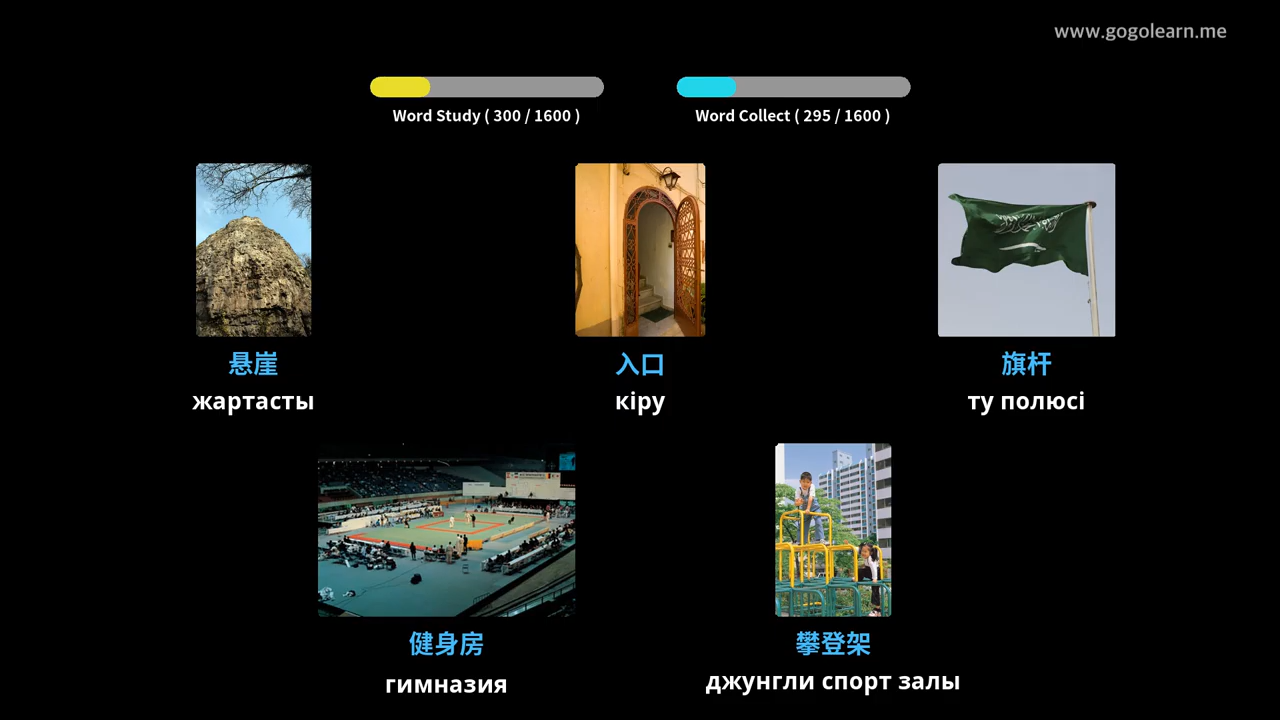 www.gogolearn.me
Word Study ( 300 / 1600 )
Word Collect ( 295 / 1600 )
悬崖
жартасты
入口
кіру
旗杆
ту полюсі
健身房
гимназия
攀登架
джунгли спорт залы